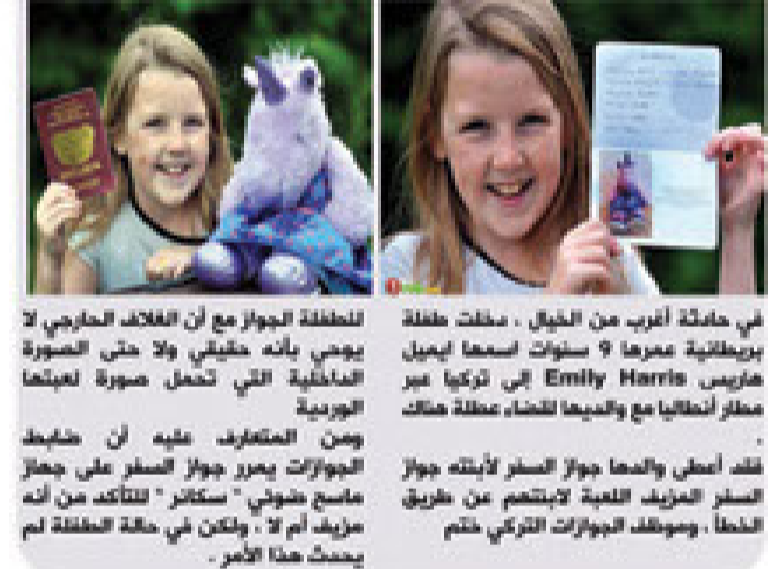 في حادثة أغرب من الخيال ، دخلت طفلة
بريطانية عمرها 9 سنوات اسمها ايميل
هاريس Emily Harris إلى تركيا عبر
مطار أنطاليا مع والديها لقضاء عطلة هناك
.
فقد أعطى والدها جواز السفر لأبنته جواز
السفر المزيف اللعبة لابنتهم عن طريق
الخطأ ، وموظف الجوازات التركي ختم
للطفلة الجواز مع أن الغلاف الخارجي لا
يوحي بأنه حقيقي ولا حتى الصورة
الداخلية التي تحمل صورة لعبتها
الوردية
ومن المتعارف عليه أن ضابط
الجوازات يمرر جواز السفر على جهاز
ماسح ضوئي " سكانر " للتأكد من أنه
مزيف أم لا ، ولكن في حالة الطفلة لم
يحدث هذا الأمر .